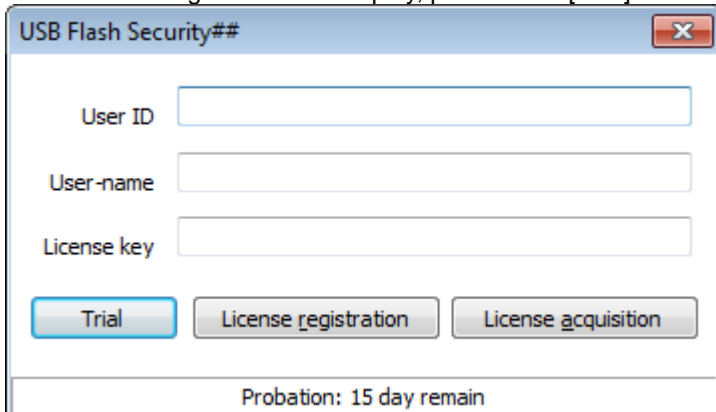 USB Flash Security##
User ID
User-name
License key
Trial License registration License acquisition
Probation: 15 day remain